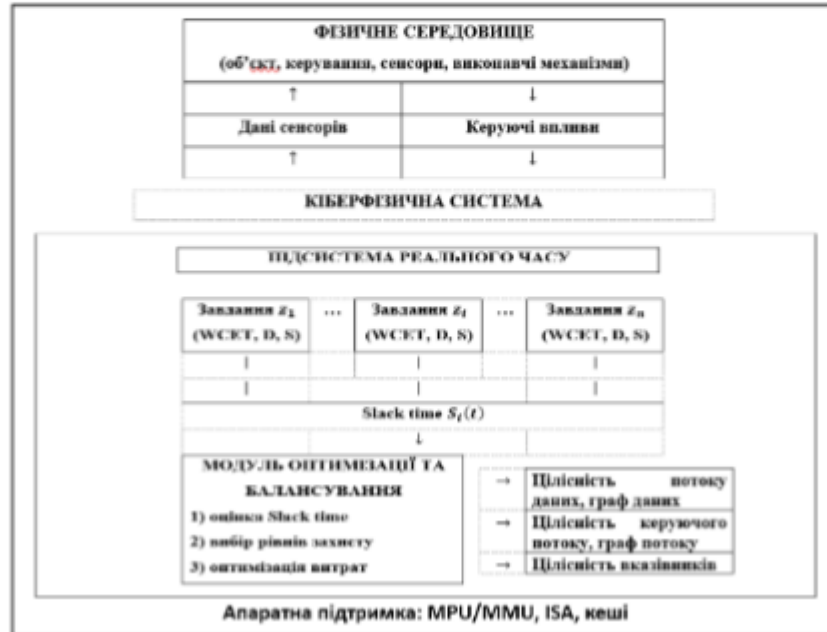 ФІЗИЧНЕ СЕРЕДОВИЩЕ
(об’єкт, керування, сенсори, виконавчі механізми)
↑ ↓
Дані сенсорів Керуючі впливи
↑ ↓
КІБЕРФІЗИЧНА СИСТЕМА
ПІДСИСТЕМА РЕАЛЬНОГО ЧАСУ
Завдання z₁ ... Завдання zᵢ ... Завдання zₙ
(WCET, D, S) (WCET, D, S) (WCET, D, S)
| | |
| | |
Slack time Sᵢ(t)
↓
МОДУЛЬ ОПТИМІЗАЦІЇ ТА
БАЛАНСУВАННЯ
1) оцінка Slack time
2) вибір рівнів захисту
3) оптимізація витрат
→ Цілісність потоку
даних, граф даних
→ Цілісність керуючого
потоку, граф потоку
→ Цілісність вказівників
Апаратна підтримка: MPU/MMU, ISA, кеші